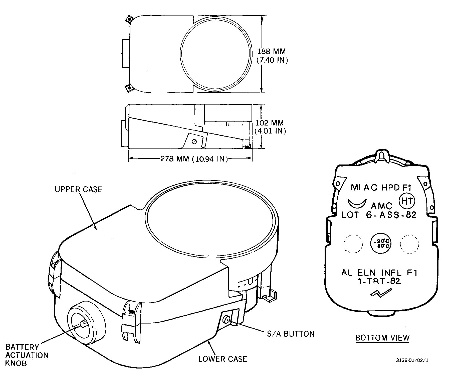 188 MM
(7.40 IN)
102 MM
(4.01 IN)
278 MM (10.94 IN)
UPPER CASE
MI AC HPD F1
AMC
HT
LOT 6-ASS-82
AL ELN INFL F1
1-TRT-82
S/A BUTTON
BATTERY
ACTUATION
KNOB
LOWER CASE
BOTTOM VIEW